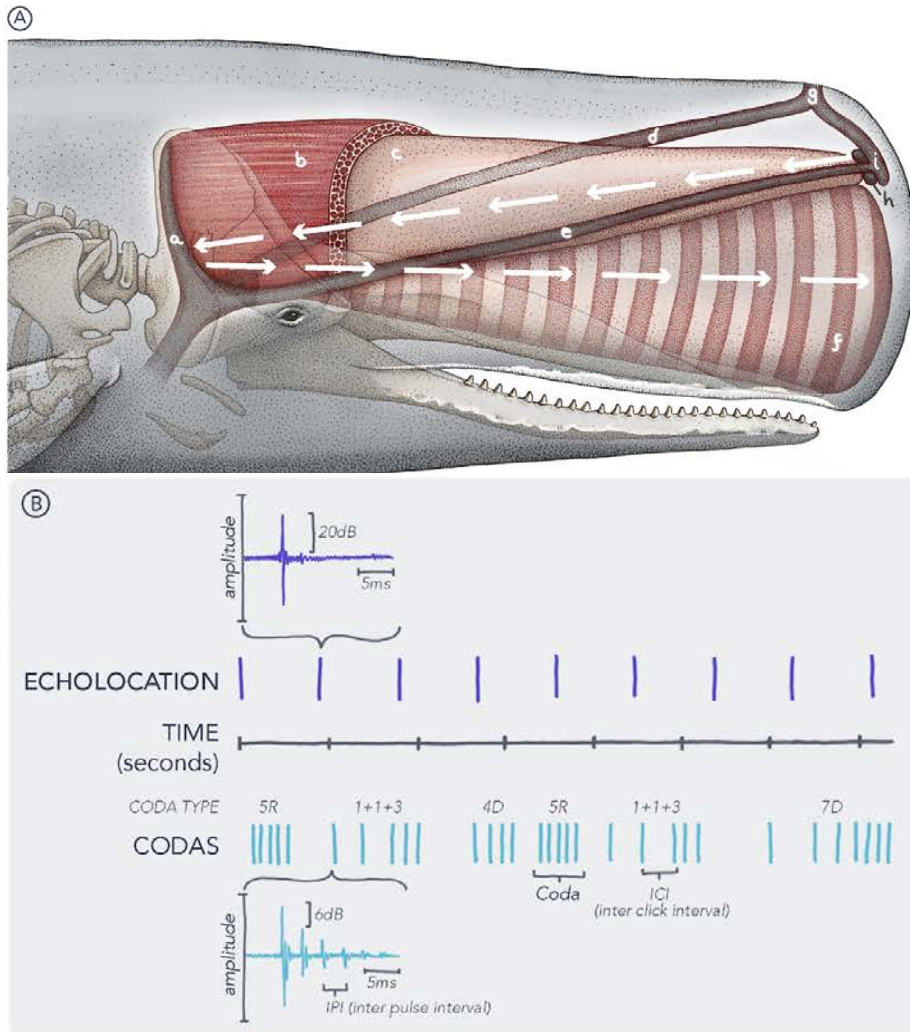 A
g
d
b
c
i
h
a
e
f
B
20dB
amplitude
5ms
ECHOLOCATION
TIME
(seconds)
CODA TYPE 5R 1+1+3 4D 5R 1+1+3 7D
CODAS
Coda ICI
(inter click interval)
6dB
amplitude
5ms
IPI (inter pulse interval)